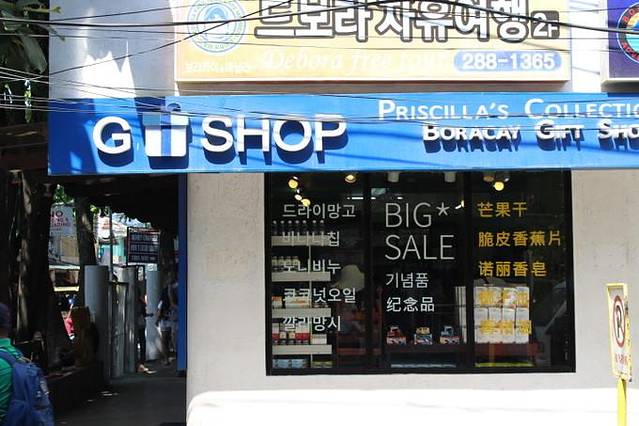 드보라자유여행 2F
Debora free tour
288-1365
G SHOP
PRISCILLA'S COLLECTI
BORACAY GIFT SHO
드라이망고
바나나칩
노니비누
코코넛오일
깔라망시
BIG*
SALE
기념품
纪念品
芒果干
脆皮香蕉片
诺丽香皂
NO